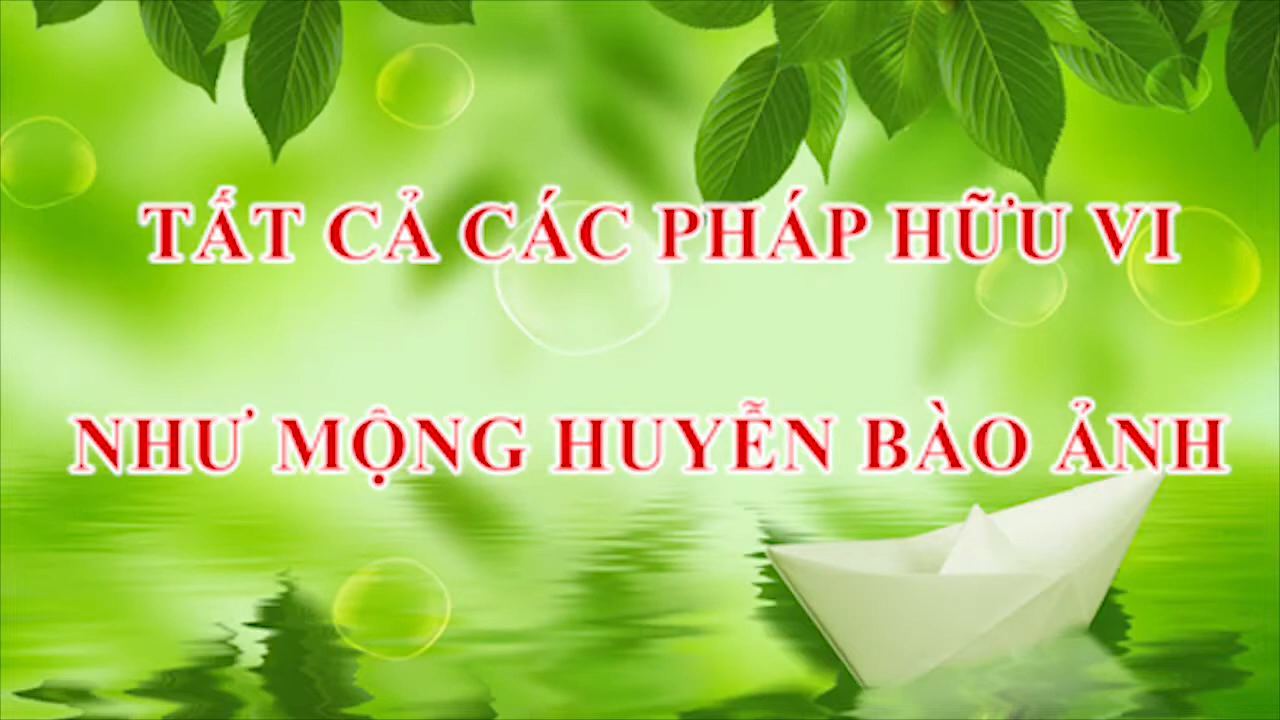 TẤT CẢ CÁC PHÁP HỮU VI
NHƯ MỘNG HUYỄN BÀO ẢNH